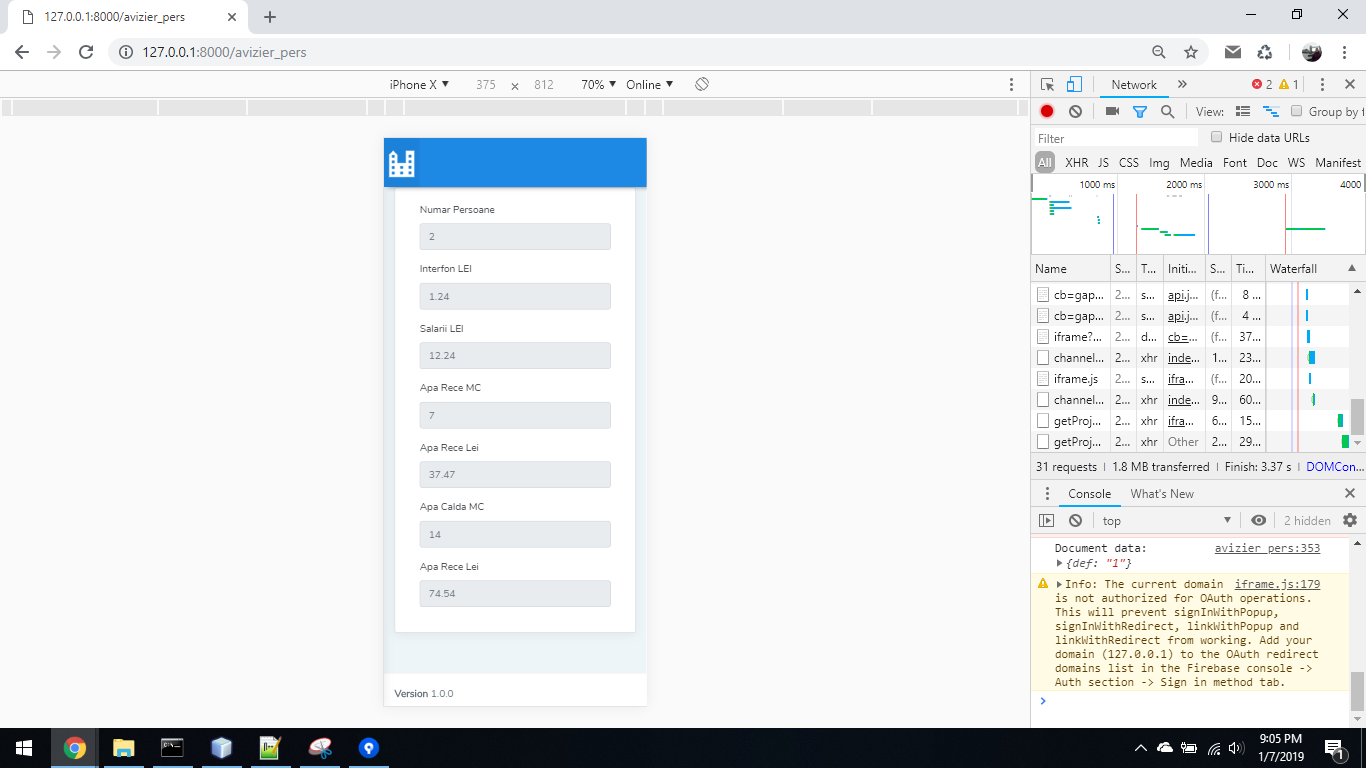 127.0.0.1:8000/avizier_pers
127.0.0.1:8000/avizier_pers
iPhone X ▼ 375 × 812 70% ▼ Online ▼
Network » 2 1
View: Group by f
Filter Hide data URLs
All XHR JS CSS Img Media Font Doc WS Manifest
1000 ms 2000 ms 3000 ms 4000
Name S... T... Initi... S... Ti... Waterfall ▲
cb=gap... 2... s... api.j... (f... 8 ...
cb=gap... 2... s... api.j... (f... 4 ...
iframe?... 2... d... cb=... (f... 37...
channel... 2... xhr inde... 1... 23...
iframe.js 2... s... ifra... (f... 20...
channel... 2... xhr inde... 9... 60...
getProj... 2... xhr ifra... 6... 15...
getProj... 2... xhr Other 2... 29...
31 requests | 1.8 MB transferred | Finish: 3.37 s | DOMCon...
Console What's New
top ▼ 2 hidden
Document data: avizier_pers:353
▶{def: "1"}
▶Info: The current domain iframe.js:179
is not authorized for OAuth operations.
This will prevent signInWithPopup,
signInWithRedirect, linkWithPopup and
linkWithRedirect from working. Add your
domain (127.0.0.1) to the OAuth redirect
domains list in the Firebase console ->
Auth section -> Sign in method tab.
>
Numar Persoane
2
Interfon LEI
1.24
Salarii LEI
12.24
Apa Rece MC
7
Apa Rece Lei
37.47
Apa Calda MC
14
Apa Rece Lei
74.54
Version 1.0.0
9:05 PM
1/7/2019
1